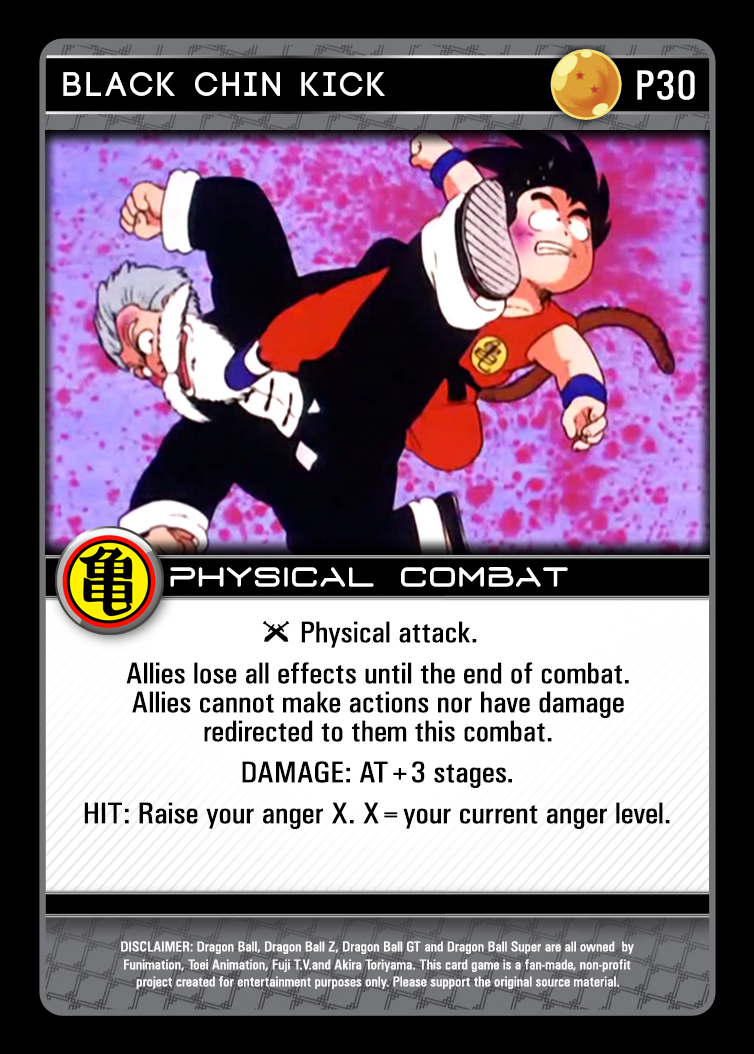 BLACK CHIN KICK
P30
亀
亀
PHYSICAL COMBAT
Physical attack.
Allies lose all effects until the end of combat.
Allies cannot make actions nor have damage
redirected to them this combat.
DAMAGE: AT + 3 stages.
HIT: Raise your anger X. X = your current anger level.
DISCLAIMER: Dragon Ball, Dragon Ball Z, Dragon Ball GT and Dragon Ball Super are all owned by
Funimation, Toei Animation, Fuji T.V.and Akira Toriyama. This card game is a fan-made, non-profit
project created for entertainment purposes only. Please support the original source material.